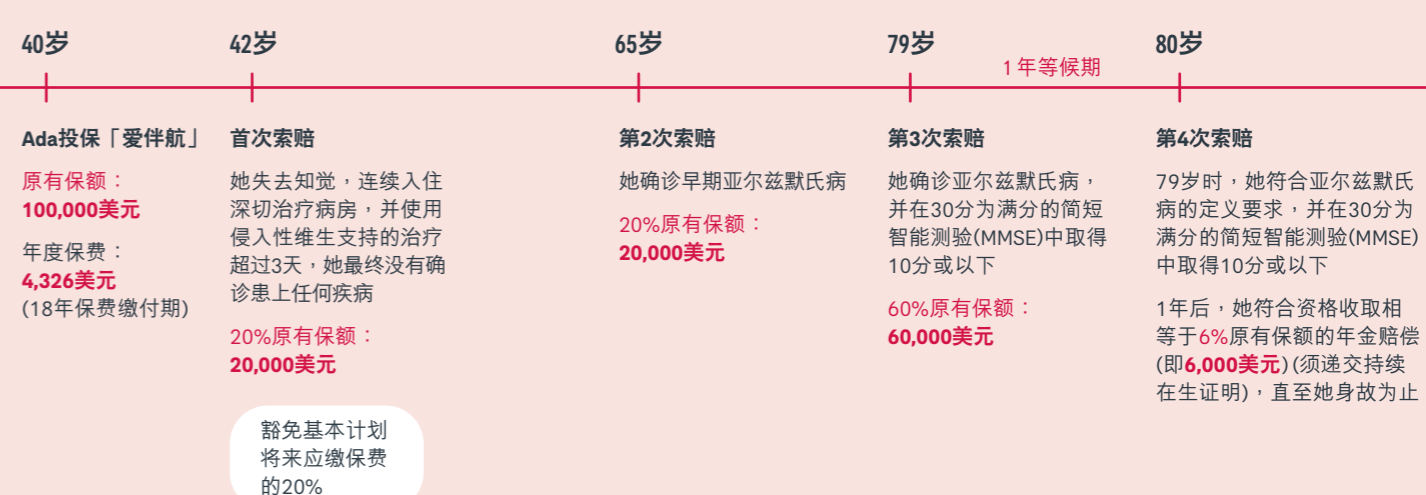 40岁
42岁
65岁
79岁
1年等候期
80岁
Ada投保「爱伴航」
原有保额：
100,000美元
年度保费：
4,326美元
(18年保费缴付期)
首次索赔
她失去知觉，连续入住
深切治疗病房，并使用
侵入性维生支持的治疗
超过3天，她最终没有确
诊患上任何疾病
20%原有保额：
20,000美元
豁免基本计划
将来应缴保费
的20%
第2次索赔
她确诊早期亚尔兹默氏病
20%原有保额：
20,000美元
第3次索赔
她确诊亚尔兹默氏病，
并在30分为满分的简短
智能测验(MMSE)中取得
10分或以下
60%原有保额：
60,000美元
第4次索赔
79岁时，她符合亚尔兹默氏
病的定义要求，并在30分为
满分的简短智能测验(MMSE)
中取得10分或以下
1年后，她符合资格收取相
等于6%原有保额的年金赔偿
(即6,000美元)(须递交持续
在生证明)，直至她身故为止